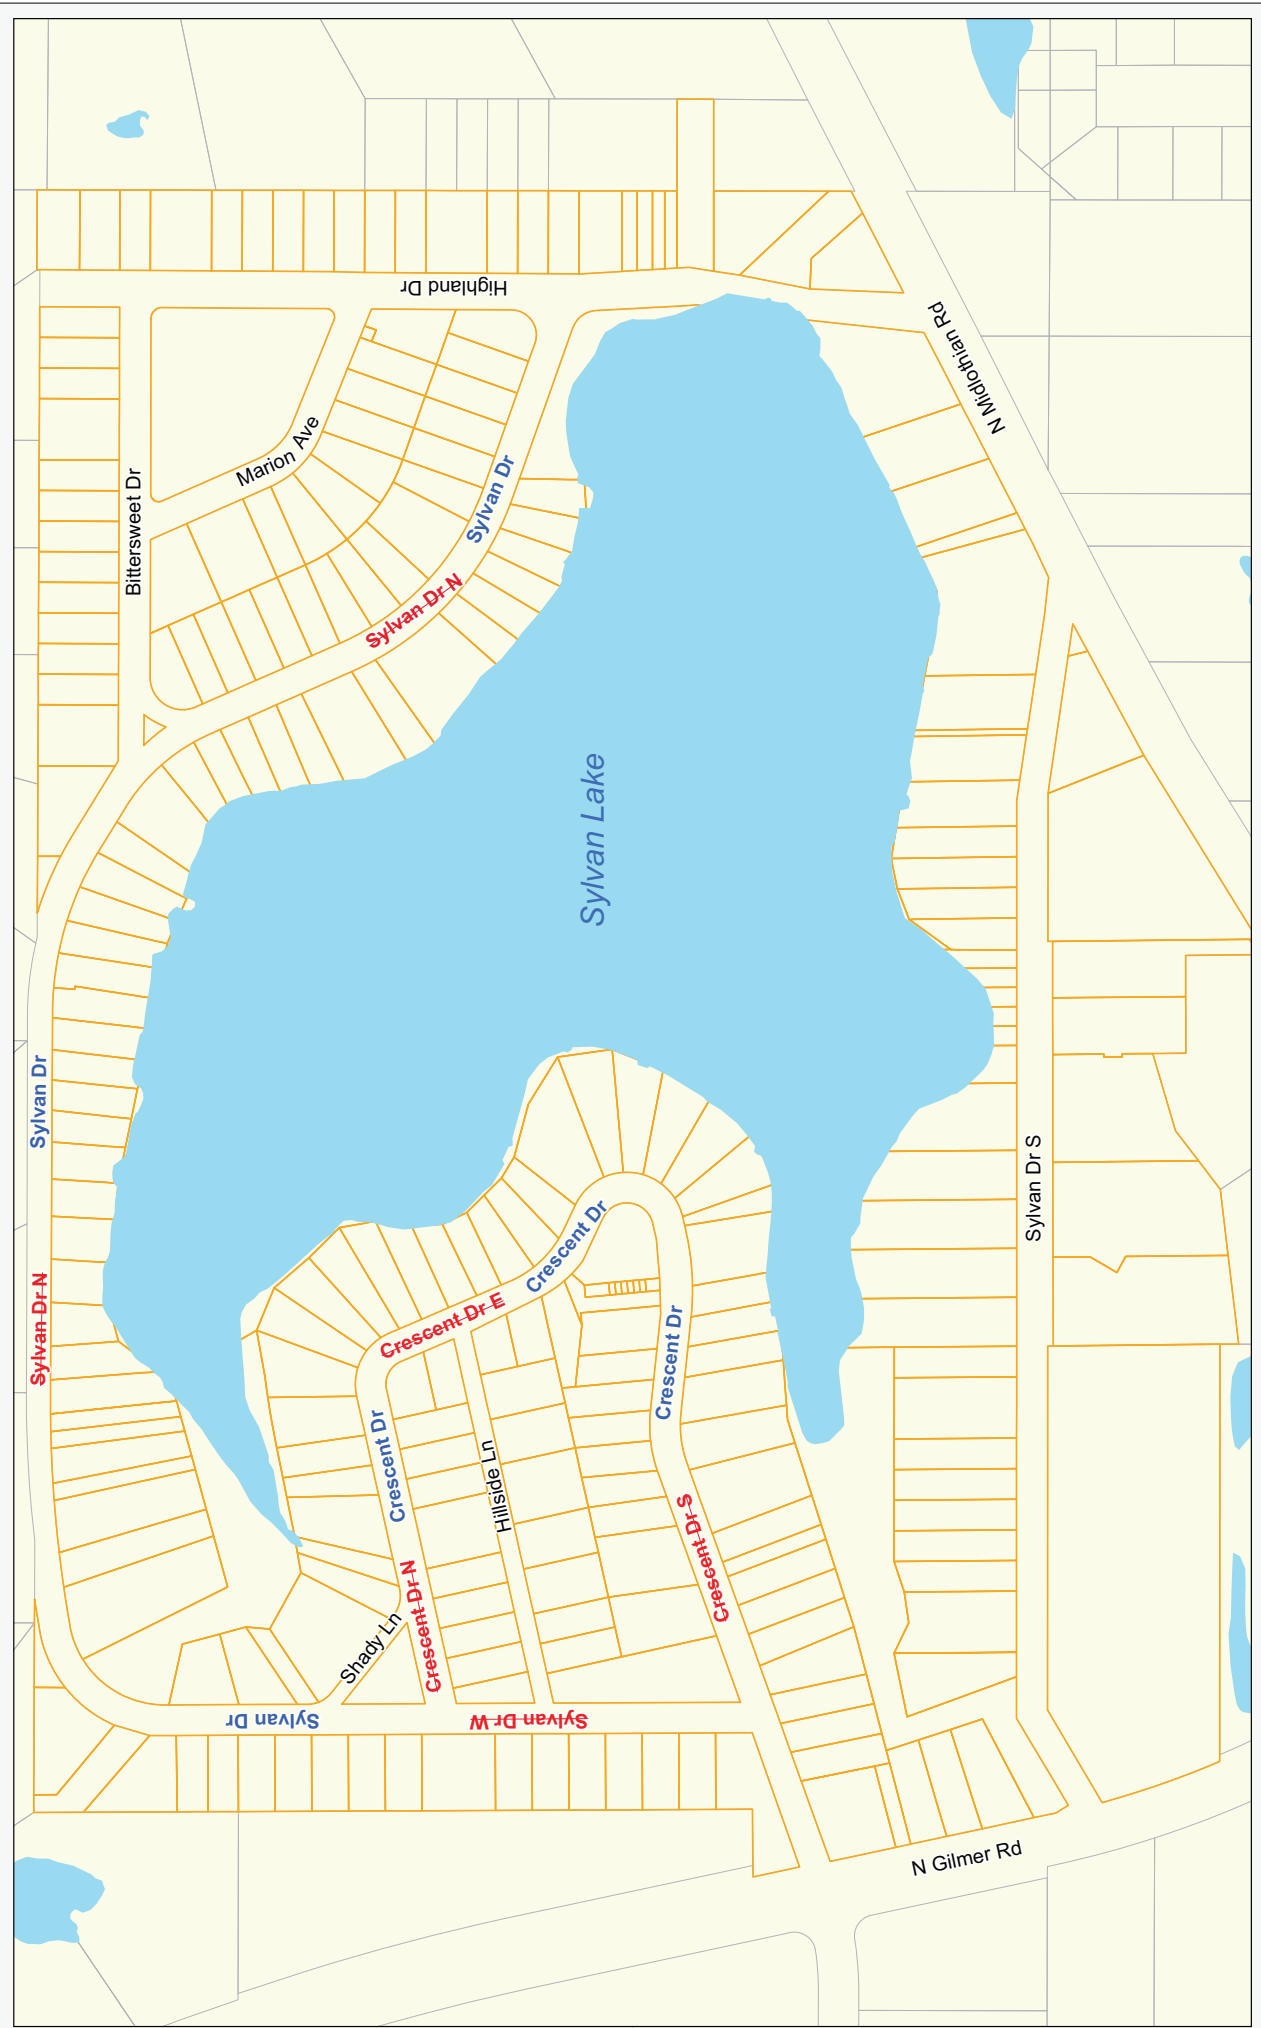 Highland Dr
N Midlothian Rd
Marion Ave
Bittersweet Dr
Sylvan Dr
Sylvan Dr N
Sylvan Lake
Sylvan Dr
Sylvan Dr S
Crescent Dr
Sylvan Dr N
Crescent Dr E
Crescent Dr
Crescent Dr
Hillside Ln
Crescent Dr S
Crescent Dr N
Shady Ln
Sylvan Dr
Sylvan Dr W
N Gilmer Rd